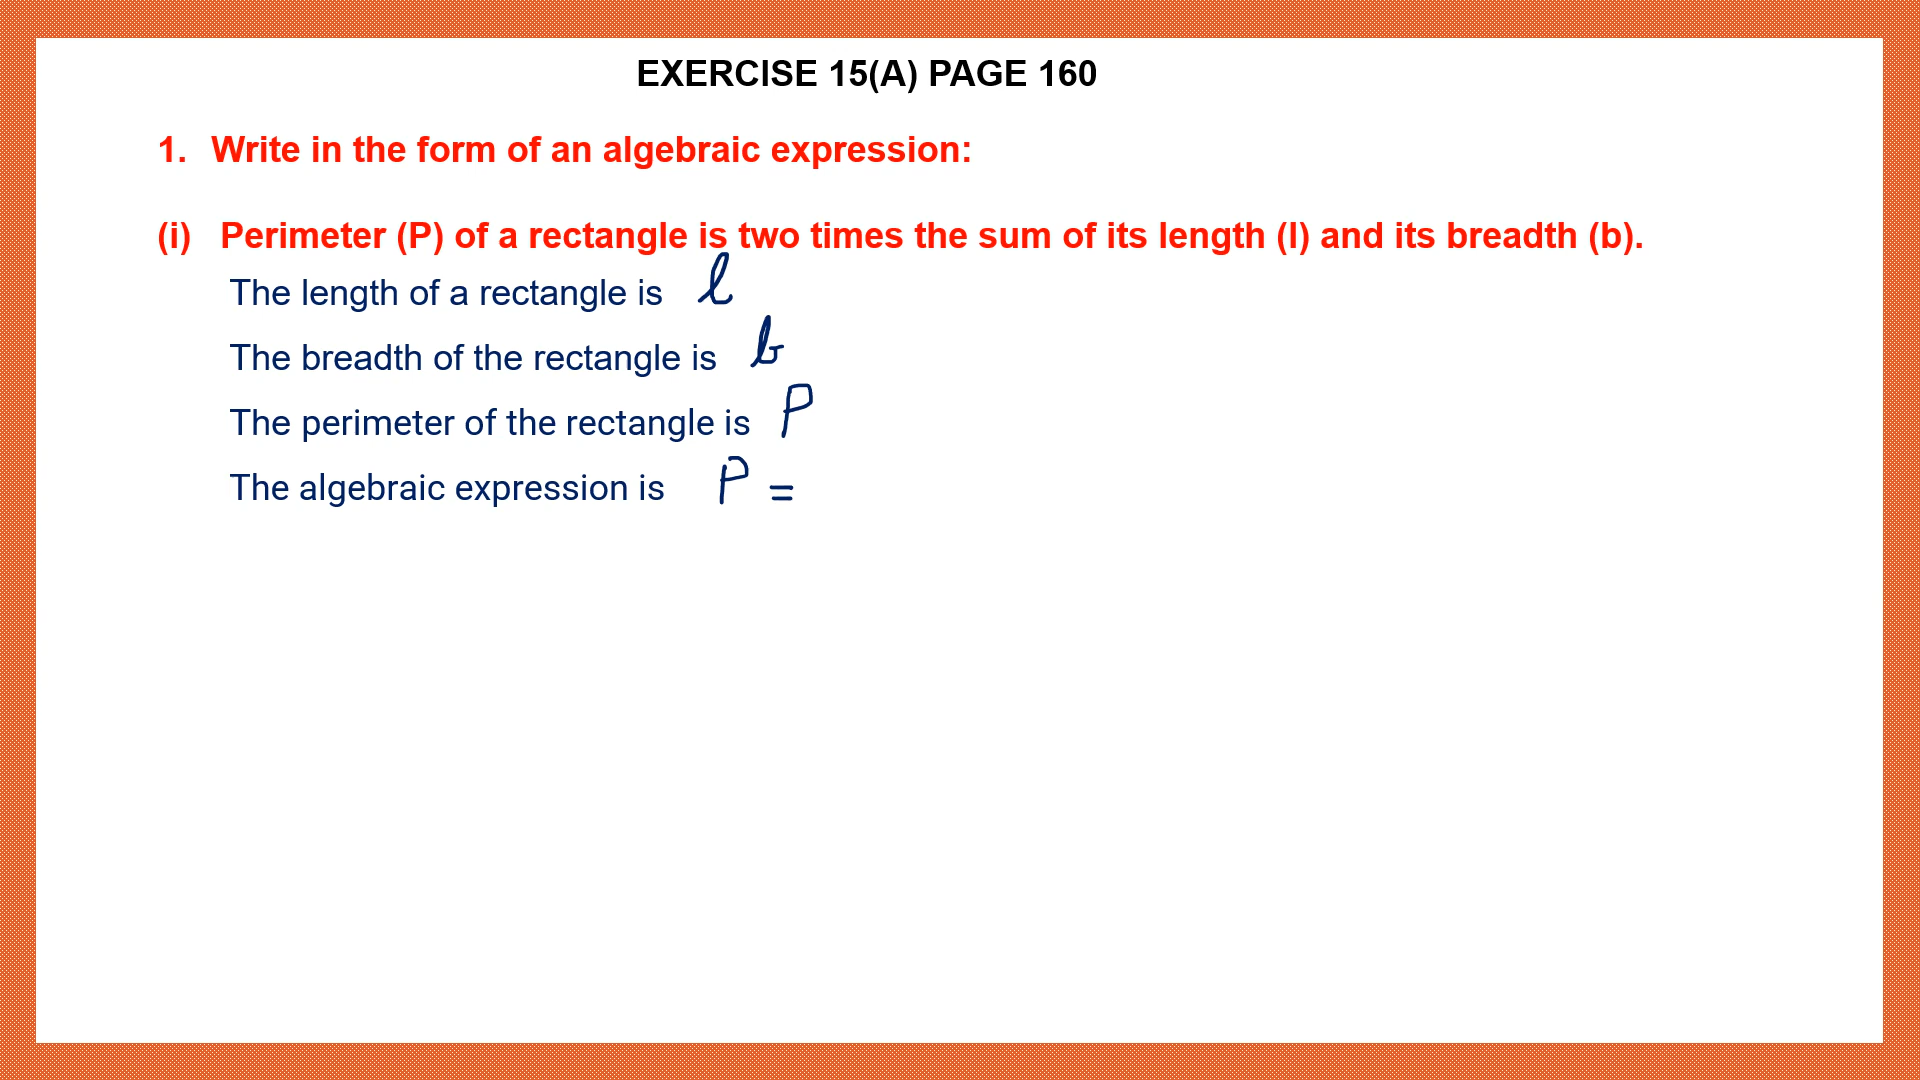 EXERCISE 15(A) PAGE 160
1. Write in the form of an algebraic expression:
(i) Perimeter (P) of a rectangle is two times the sum of its length (l) and its breadth (b).
The length of a rectangle is l
The breadth of the rectangle is b
The perimeter of the rectangle is P
The algebraic expression is P =